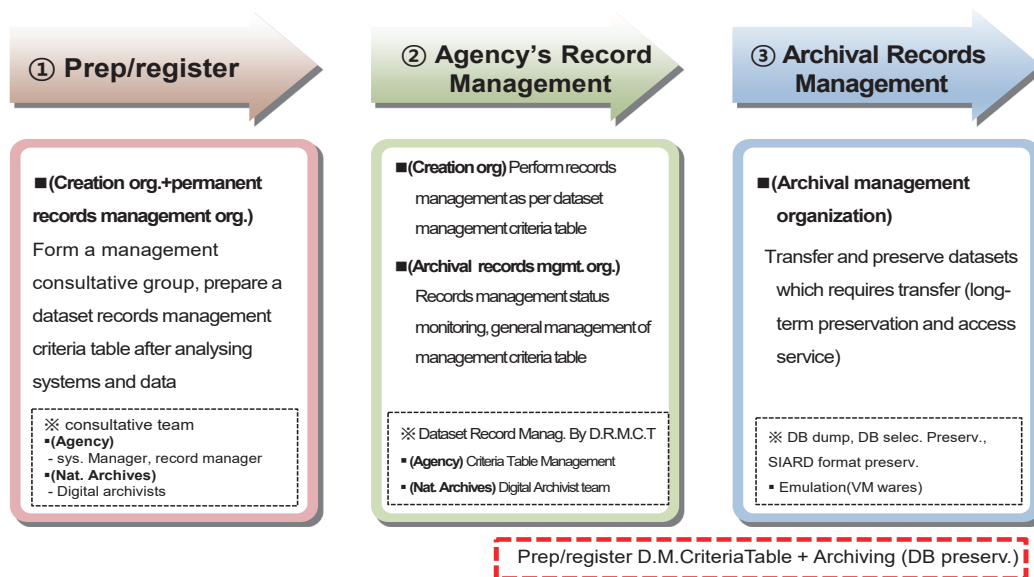 ① Prep/register
② Agency's Record
Management
③ Archival Records
Management
■(Creation org.+permanent
records management org.)
Form a management
consultative group, prepare a
dataset records management
criteria table after analysing
systems and data
※ consultative team
▪(Agency)
- sys. Manager, record manager
▪(Nat. Archives)
- Digital archivists
■(Creation org) Perform records
management as per dataset
management criteria table
■(Archival records mgmt. org.)
Records management status
monitoring, general management of
management criteria table
※ Dataset Record Manag. By D.R.M.C.T
▪ (Agency) Criteria Table Management
▪ (Nat. Archives) Digital Archivist team
■(Archival management
organization)
Transfer and preserve datasets
which requires transfer (long-
term preservation and access
service)
※ DB dump, DB selec. Preserv.,
SIARD format preserv.
▪ Emulation(VM wares)
Prep/register D.M.CriteriaTable + Archiving (DB preserv.)